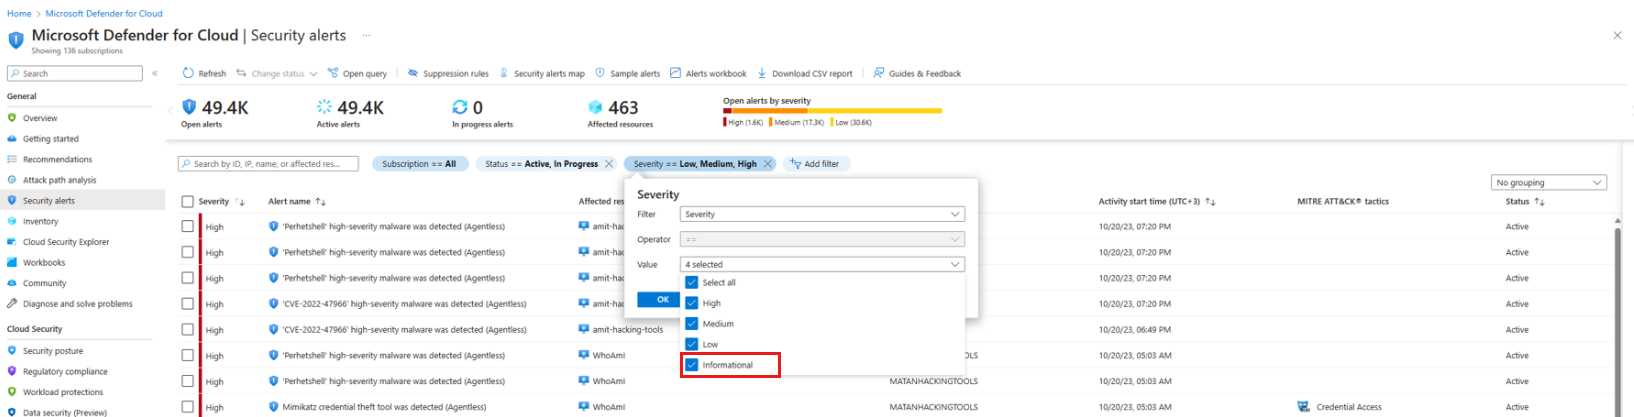 Home > Microsoft Defender for Cloud
Microsoft Defender for Cloud | Security alerts ...
Showing 136 subscriptions
Search
«
Refresh
Change status
Open query
Suppression rules
Security alerts map
Sample alerts
Alerts workbook
Download CSV report
Guides & Feedback
General
Overview
Getting started
Recommendations
Attack path analysis
Security alerts
Inventory
Cloud Security Explorer
Workbooks
Community
Diagnose and solve problems
Cloud Security
Security posture
Regulatory compliance
Workload protections
Data security (Preview)
49.4K
Open alerts
49.4K
Active alerts
0
In progress alerts
463
Affected resources
Open alerts by severity
High (1.6K) Medium (17.3K) Low (30.6K)
Search by ID, IP, name, or affected res...
Subscription == All
Status == Active, In Progress
Severity == Low, Medium, High
Add filter
No grouping
Severity
Filter Severity
Operator ==
Value 4 selected
OK
Select all
High
Medium
Low
Informational
Severity Alert name Affected res Activity start time (UTC+3) MITRE ATT&CK® tactics Status
High 'Perhetshell' high-severity malware was detected (Agentless) amit-hac 10/20/23, 07:20 PM Active
High 'Perhetshell' high-severity malware was detected (Agentless) amit-hac 10/20/23, 07:20 PM Active
High 'Perhetshell' high-severity malware was detected (Agentless) amit-hac 10/20/23, 07:20 PM Active
High 'CVE-2022-47966' high-severity malware was detected (Agentless) amit-hac 10/20/23, 07:20 PM Active
High 'CVE-2022-47966' high-severity malware was detected (Agentless) amit-hacking-tools 10/20/23, 06:49 PM Active
High 'Perhetshell' high-severity malware was detected (Agentless) WhoAmI TOOLS 10/20/23, 05:03 AM Active
High 'Perhetshell' high-severity malware was detected (Agentless) WhoAmI MATANHACKINGTOOLS 10/20/23, 05:03 AM Active
High Mimikatz credential theft tool was detected (Agentless) WhoAmI MATANHACKINGTOOLS 10/20/23, 05:03 AM Credential Access Active